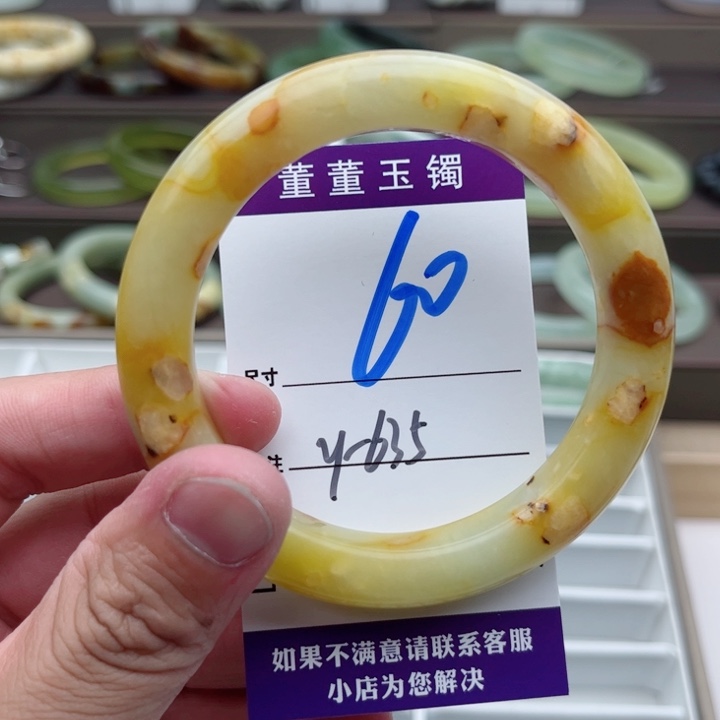 董董玉镯
60
尺寸
注
y-635
如果不满意请联系客服
小店为您解决